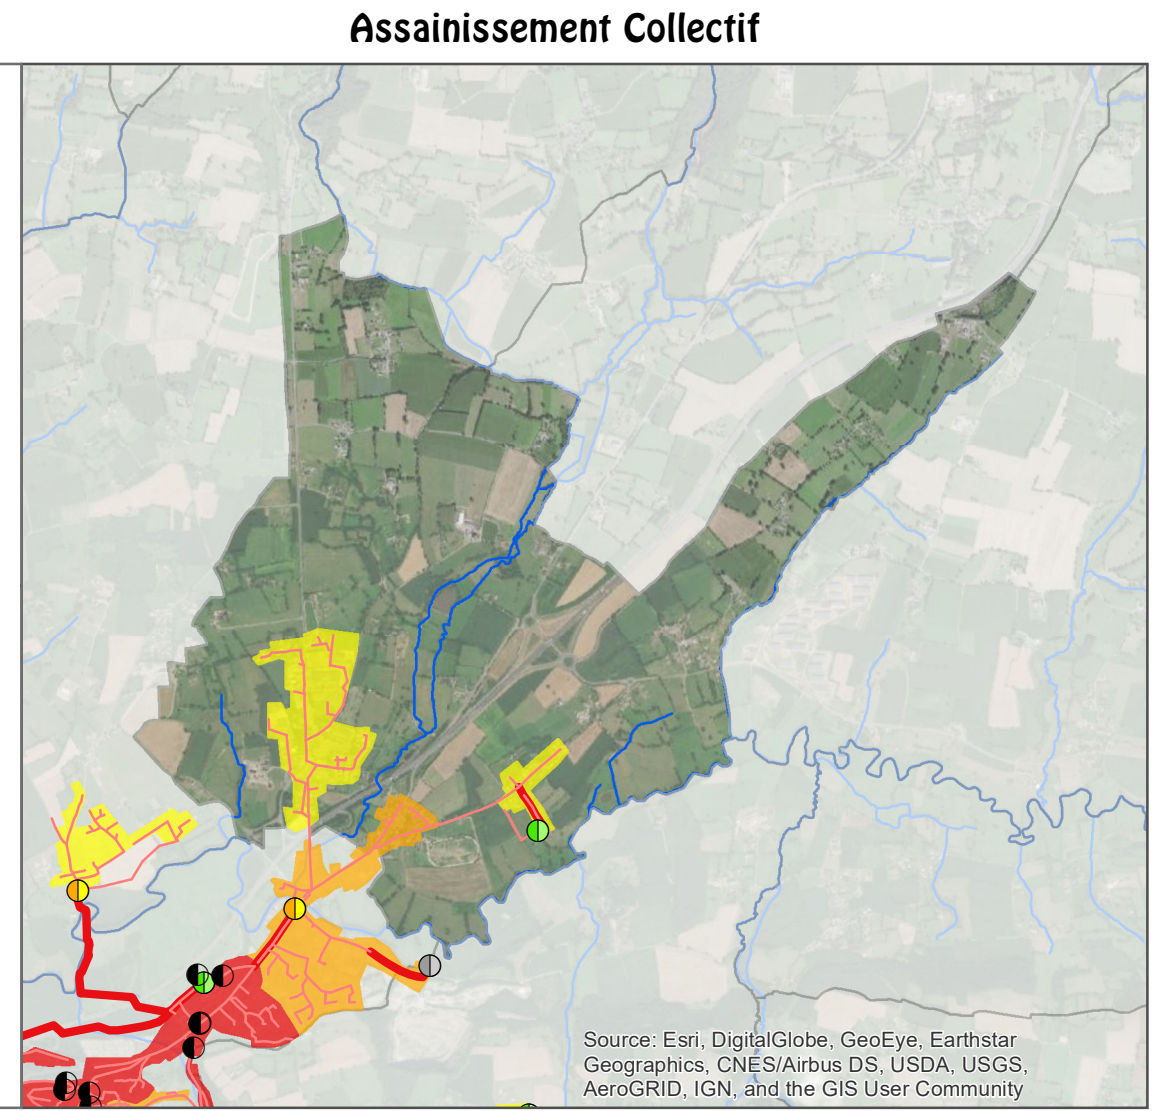 Assainissement Collectif
Source: Esri, DigitalGlobe, GeoEye, Earthstar
Geographics, CNES/Airbus DS, USDA, USGS,
AeroGRID, IGN, and the GIS User Community